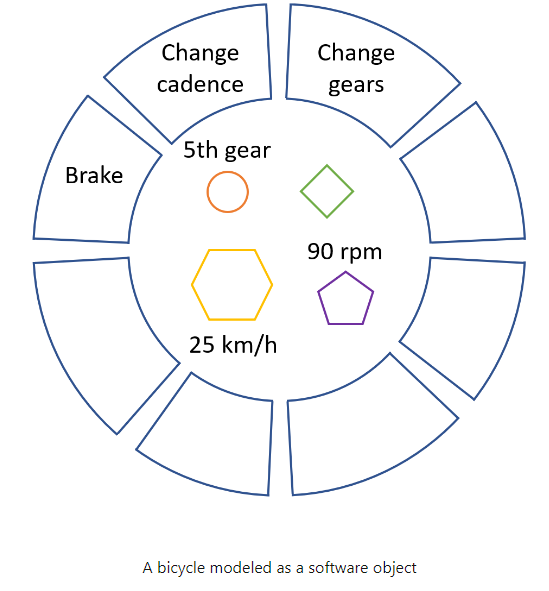 Change
cadence
Change
gears
Brake
5th gear
90 rpm
25 km/h
A bicycle modeled as a software object